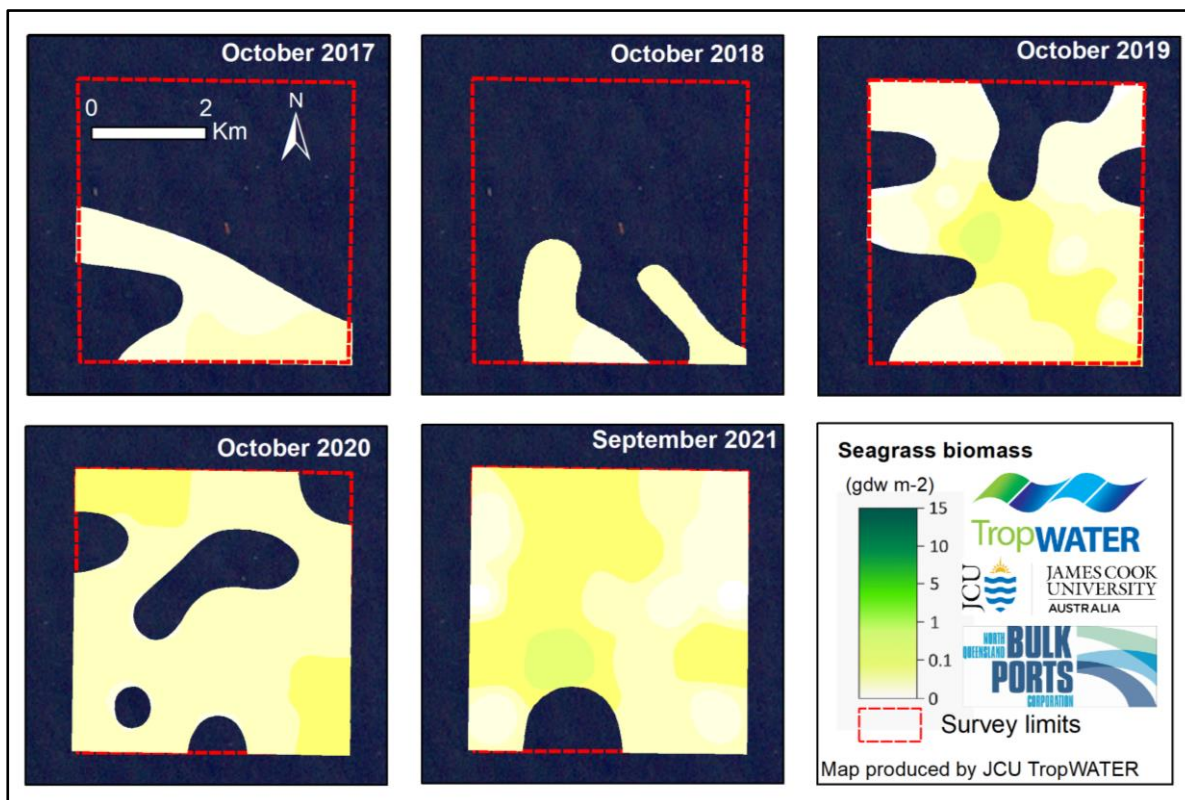 October 2017
0 2
Km
N
October 2018
October 2019
October 2020
September 2021
Seagrass biomass
(gdw m-2)
15
10
5
1
0.1
0
TropWATER
JCU
JAMES COOK
UNIVERSITY
AUSTRALIA
NORTH
QUEENSLAND
BULK
PORTS
CORPORATION
Survey limits
Map produced by JCU TropWATER